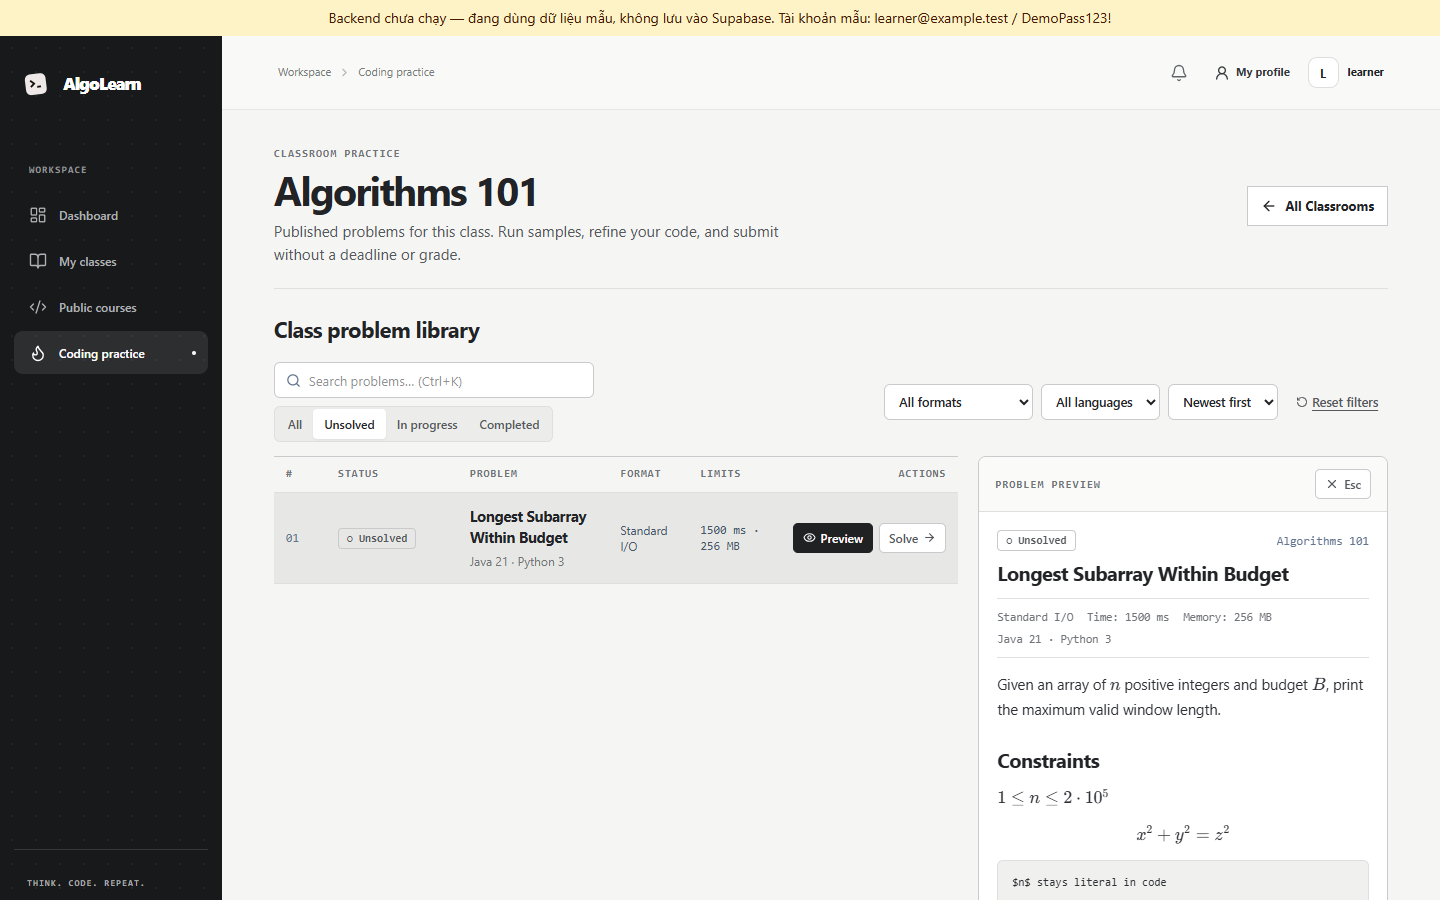 Backend chưa chạy — đang dùng dữ liệu mẫu, không lưu vào Supabase. Tài khoản mẫu: learner@example.test / DemoPass123!
AlgoLearn
WORKSPACE
Dashboard
My classes
Public courses
Coding practice
THINK. CODE. REPEAT.
Workspace > Coding practice
My profile
L
learner
CLASSROOM PRACTICE
Algorithms 101
Published problems for this class. Run samples, refine your code, and submit
without a deadline or grade.
← All Classrooms
Class problem library
Search problems... (Ctrl+K)
All Unsolved In progress Completed
All formats
All languages
Newest first
Reset filters
# STATUS PROBLEM FORMAT LIMITS ACTIONS
01
○ Unsolved
Longest Subarray
Within Budget
Java 21 · Python 3
Standard
I/O
1500 ms ·
256 MB
Preview
Solve →
PROBLEM PREVIEW
× Esc
○ Unsolved
Algorithms 101
Longest Subarray Within Budget
Standard I/O Time: 1500 ms Memory: 256 MB
Java 21 · Python 3
Given an array of n positive integers and budget B, print
the maximum valid window length.
Constraints
1 ≤ n ≤ 2 · 10⁵
x² + y² = z²
$n$ stays literal in code